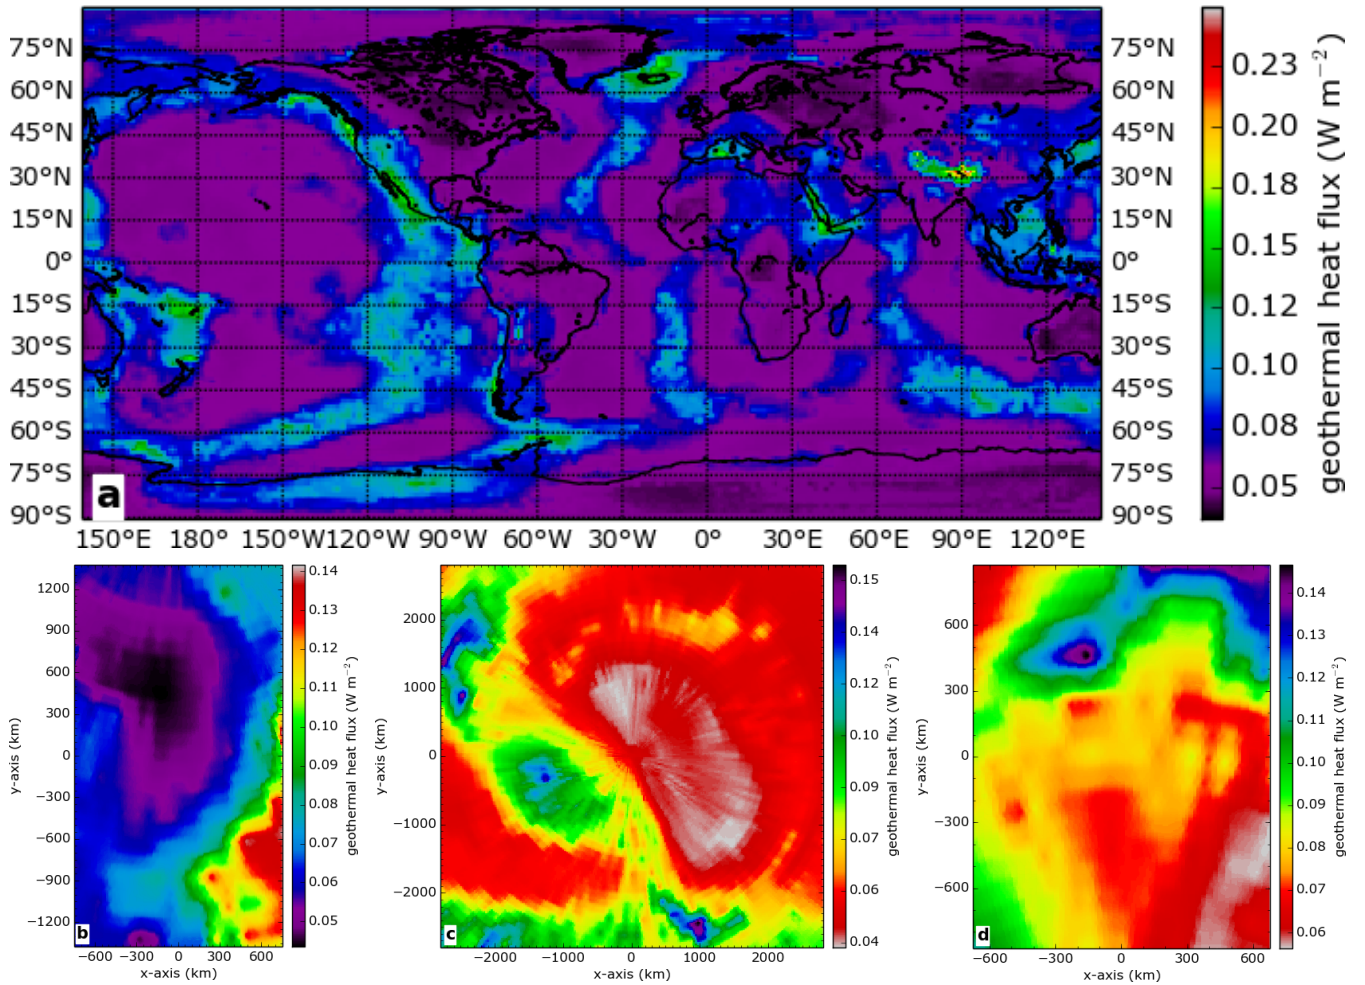 75°N 75°N
60°N 60°N
45°N 45°N
30°N 30°N
15°N 15°N
0° 0°
15°S 15°S
30°S 30°S
45°S 45°S
60°S 60°S
75°S 75°S
90°S 90°S
150°E 180° 150°W 120°W 90°W 60°W 30°W 0° 30°E 60°E 90°E 120°E
a
0.23
0.20
0.18
0.15
0.12
0.10
0.08
0.05
geothermal heat flux (W m−2)
1200
900
600
300
0
−300
−600
−900
−1200
y-axis (km)
−600 −300 0 300 600
x-axis (km)
b
0.14
0.13
0.12
0.11
0.10
0.09
0.08
0.07
0.06
0.05
geothermal heat flux (W m−2)
2000
1000
0
−1000
−2000
y-axis (km)
−2000 −1000 0 1000 2000
x-axis (km)
c
0.15
0.14
0.12
0.10
0.09
0.07
0.06
0.04
geothermal heat flux (W m−2)
600
300
0
−300
−600
y-axis (km)
−600 −300 0 300 600
x-axis (km)
d
0.14
0.13
0.12
0.11
0.10
0.09
0.08
0.07
0.06
geothermal heat flux (W m−2)